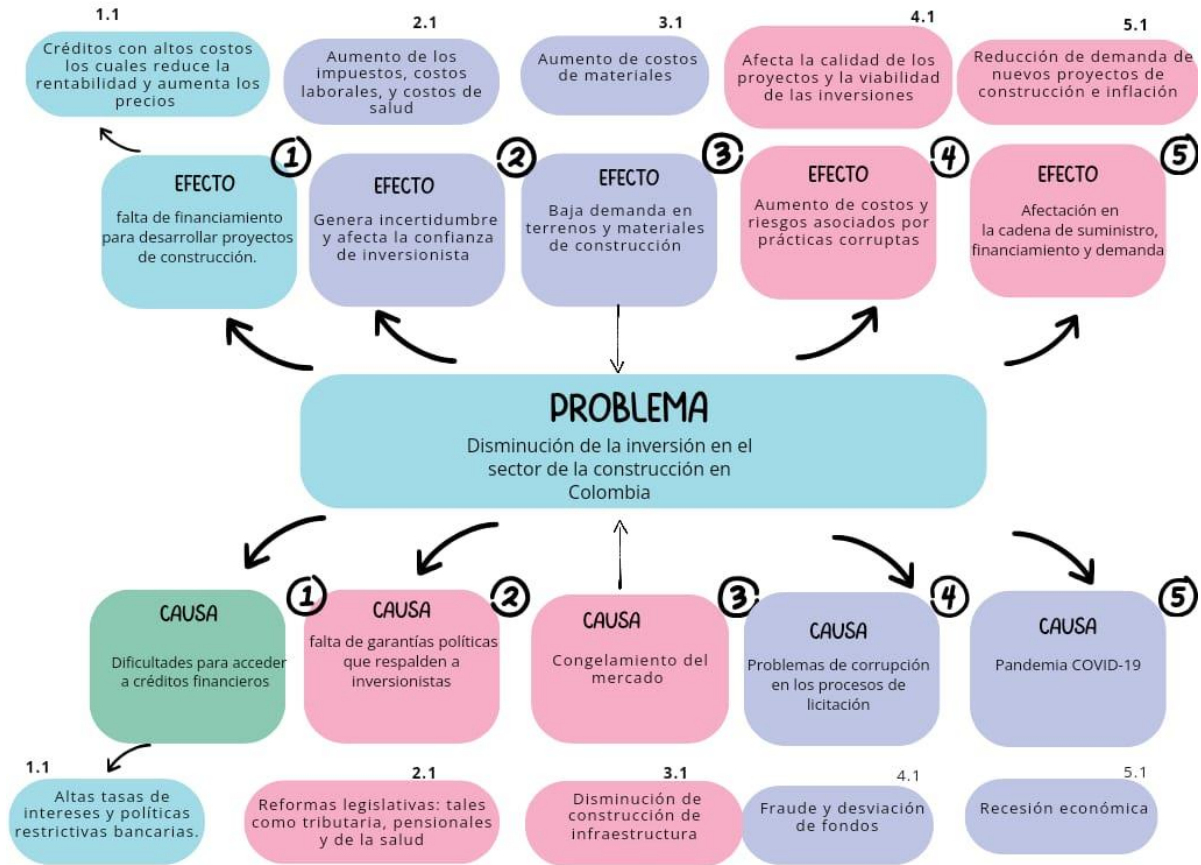 1.1
Créditos con altos costos
los cuales reduce la
rentabilidad y aumenta los
precios
2.1
Aumento de los
impuestos, costos
laborales, y costos de
salud
3.1
Aumento de costos
de materiales
4.1
Afecta la calidad de los
proyectos y la viabilidad
de las inversiones
5.1
Reducción de demanda de
nuevos proyectos de
construcción e inflación
1
EFECTO
falta de financiamiento
para desarrollar proyectos
de construcción.
2
EFECTO
Genera incertidumbre
y afecta la confianza
de inversionista
3
EFECTO
Baja demanda en
terrenos y materiales
de construcción
4
EFECTO
Aumento de costos y
riesgos asociados por
prácticas corruptas
5
EFECTO
Afectación en
la cadena de suministro,
financiamiento y demanda
PROBLEMA
Disminución de la inversión en el
sector de la construcción en
Colombia
1
CAUSA
Dificultades para acceder
a créditos financieros
2
CAUSA
falta de garantías políticas
que respalden a
inversionistas
3
CAUSA
Congelamiento del
mercado
4
CAUSA
Problemas de corrupción
en los procesos de
licitación
5
CAUSA
Pandemia COVID-19
1.1
Altas tasas de
intereses y políticas
restrictivas bancarias.
2.1
Reformas legislativas: tales
como tributaria, pensionales
y de la salud
3.1
Disminución de
construcción de
infraestructura
4.1
Fraude y desviación
de fondos
5.1
Recesión económica